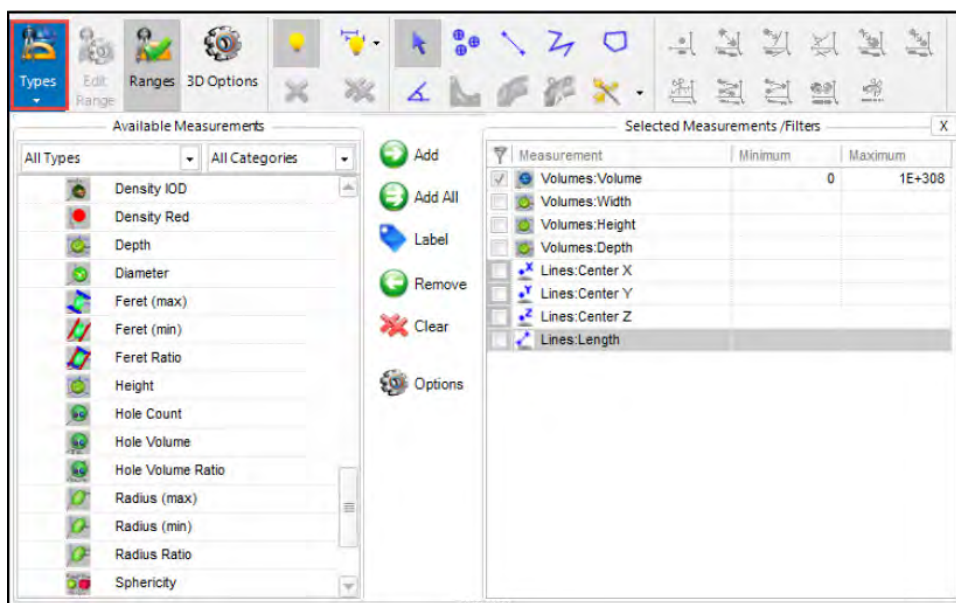 Types
Edit
Range
Ranges
3D Options
Available Measurements
All Types
All Categories
Density IOD
Density Red
Depth
Diameter
Feret (max)
Feret (min)
Feret Ratio
Height
Hole Count
Hole Volume
Hole Volume Ratio
Radius (max)
Radius (min)
Radius Ratio
Sphericity
Add
Add All
Label
Remove
Clear
Options
Selected Measurements /Filters X
Measurement Minimum Maximum
Volumes:Volume 0 1E+308
Volumes:Width
Volumes:Height
Volumes:Depth
Lines:Center X
Lines:Center Y
Lines:Center Z
Lines:Length